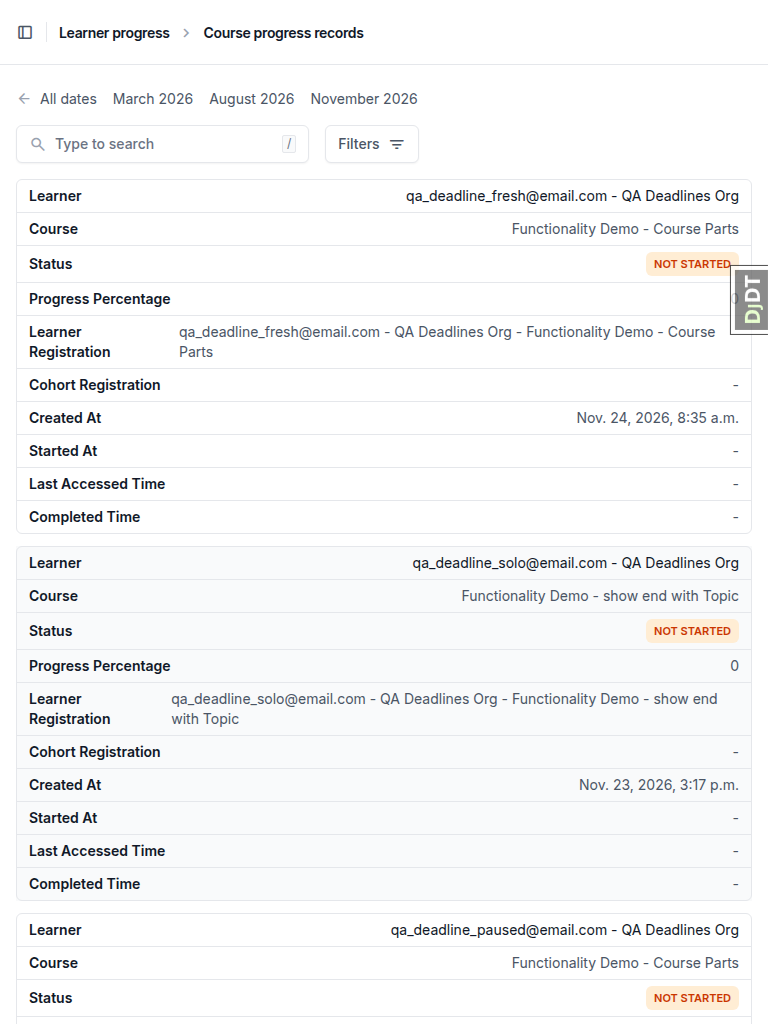 Learner progress > Course progress records
← All dates March 2026 August 2026 November 2026
Type to search /
Filters
Learner qa_deadline_fresh@email.com - QA Deadlines Org
Course Functionality Demo - Course Parts
Status NOT STARTED
Progress Percentage 0
DjDT
Learner Registration qa_deadline_fresh@email.com - QA Deadlines Org - Functionality Demo - Course
Parts
Cohort Registration -
Created At Nov. 24, 2026, 8:35 a.m.
Started At -
Last Accessed Time -
Completed Time -
Learner qa_deadline_solo@email.com - QA Deadlines Org
Course Functionality Demo - show end with Topic
Status NOT STARTED
Progress Percentage 0
Learner Registration qa_deadline_solo@email.com - QA Deadlines Org - Functionality Demo - show end
with Topic
Cohort Registration -
Created At Nov. 23, 2026, 3:17 p.m.
Started At -
Last Accessed Time -
Completed Time -
Learner qa_deadline_paused@email.com - QA Deadlines Org
Course Functionality Demo - Course Parts
Status NOT STARTED